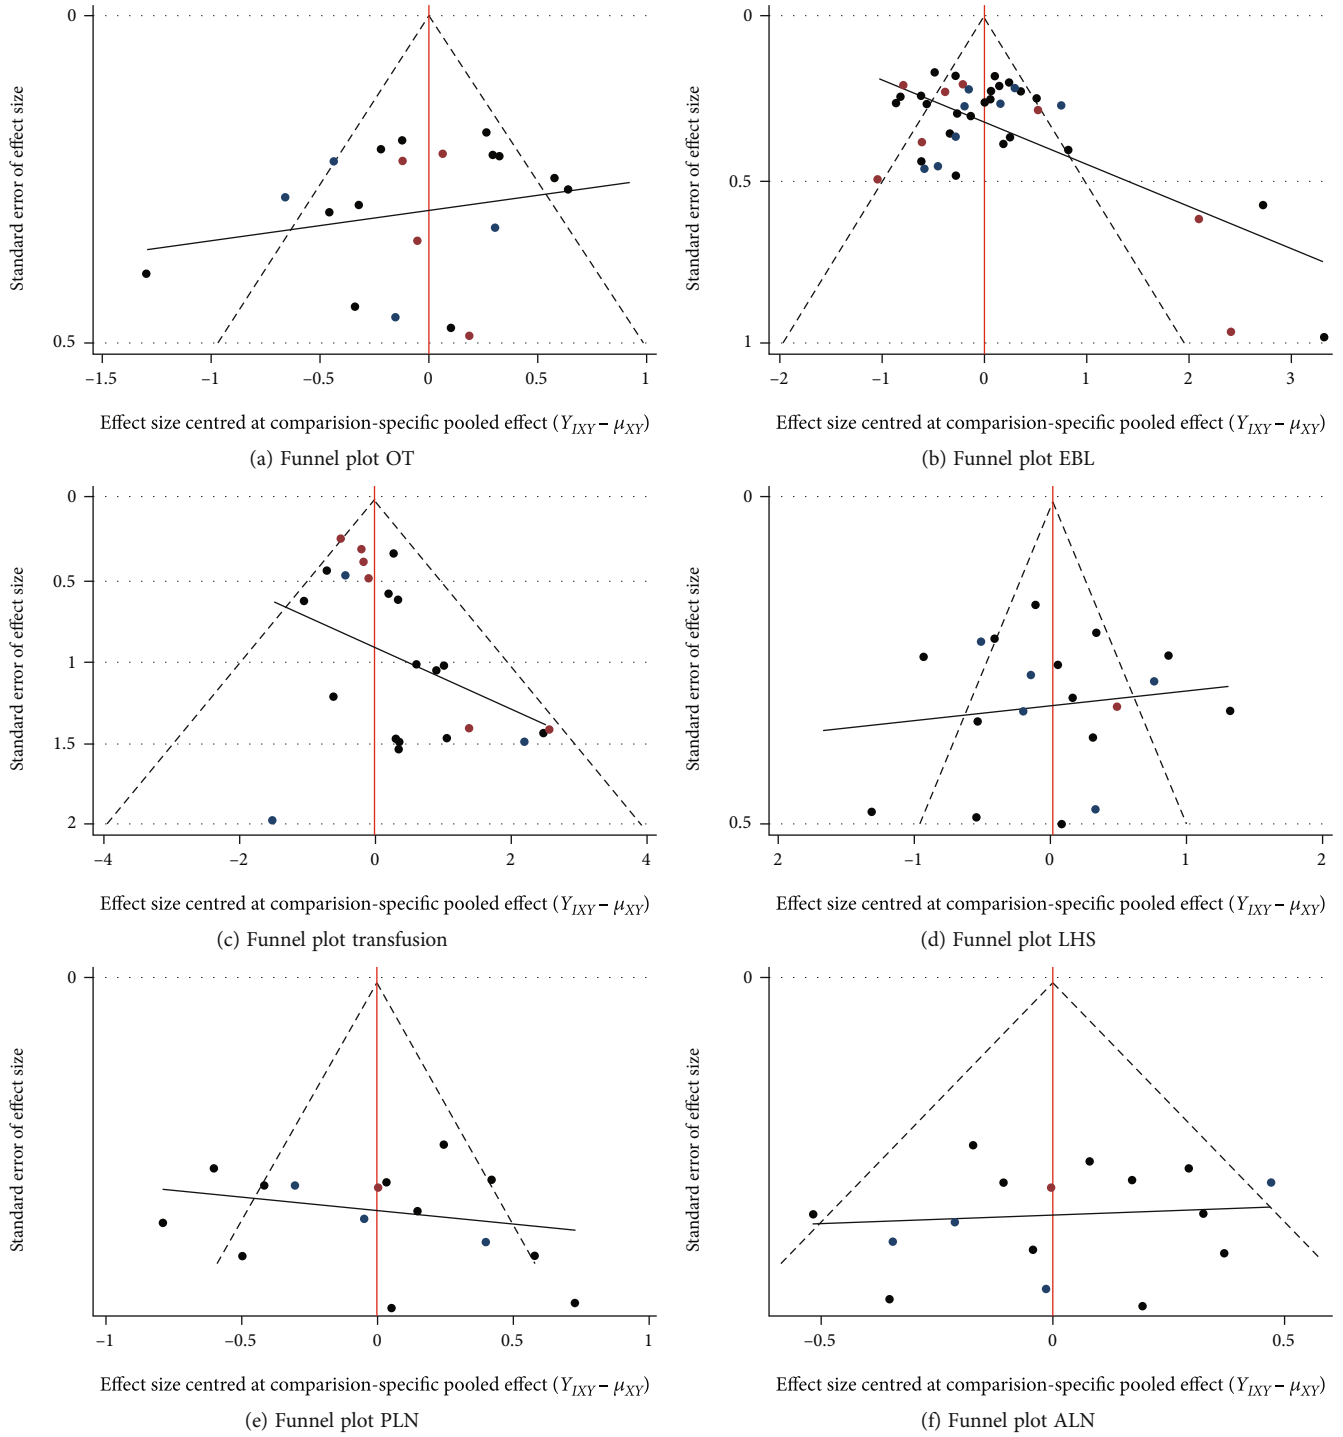 0
0.5
Standard error of effect size
−1.5
−1
−0.5
0
0.5
1
Effect size centred at comparision-specific pooled effect (Y_IXY – μ_XY)
(a) Funnel plot OT
0
0.5
1
Standard error of effect size
−2
−1
0
1
2
3
Effect size centred at comparision-specific pooled effect (Y_IXY – μ_XY)
(b) Funnel plot EBL
0
0.5
1
1.5
2
Standard error of effect size
−4
−2
0
2
4
Effect size centred at comparision-specific pooled effect (Y_IXY – μ_XY)
(c) Funnel plot transfusion
0
0.5
Standard error of effect size
2
−1
0
1
2
Effect size centred at comparision-specific pooled effect (Y_IXY – μ_XY)
(d) Funnel plot LHS
0
Standard error of effect size
−1
−0.5
0
0.5
1
Effect size centred at comparision-specific pooled effect (Y_IXY – μ_XY)
(e) Funnel plot PLN
0
Standard error of effect size
−0.5
0
0.5
Effect size centred at comparision-specific pooled effect (Y_IXY – μ_XY)
(f) Funnel plot ALN